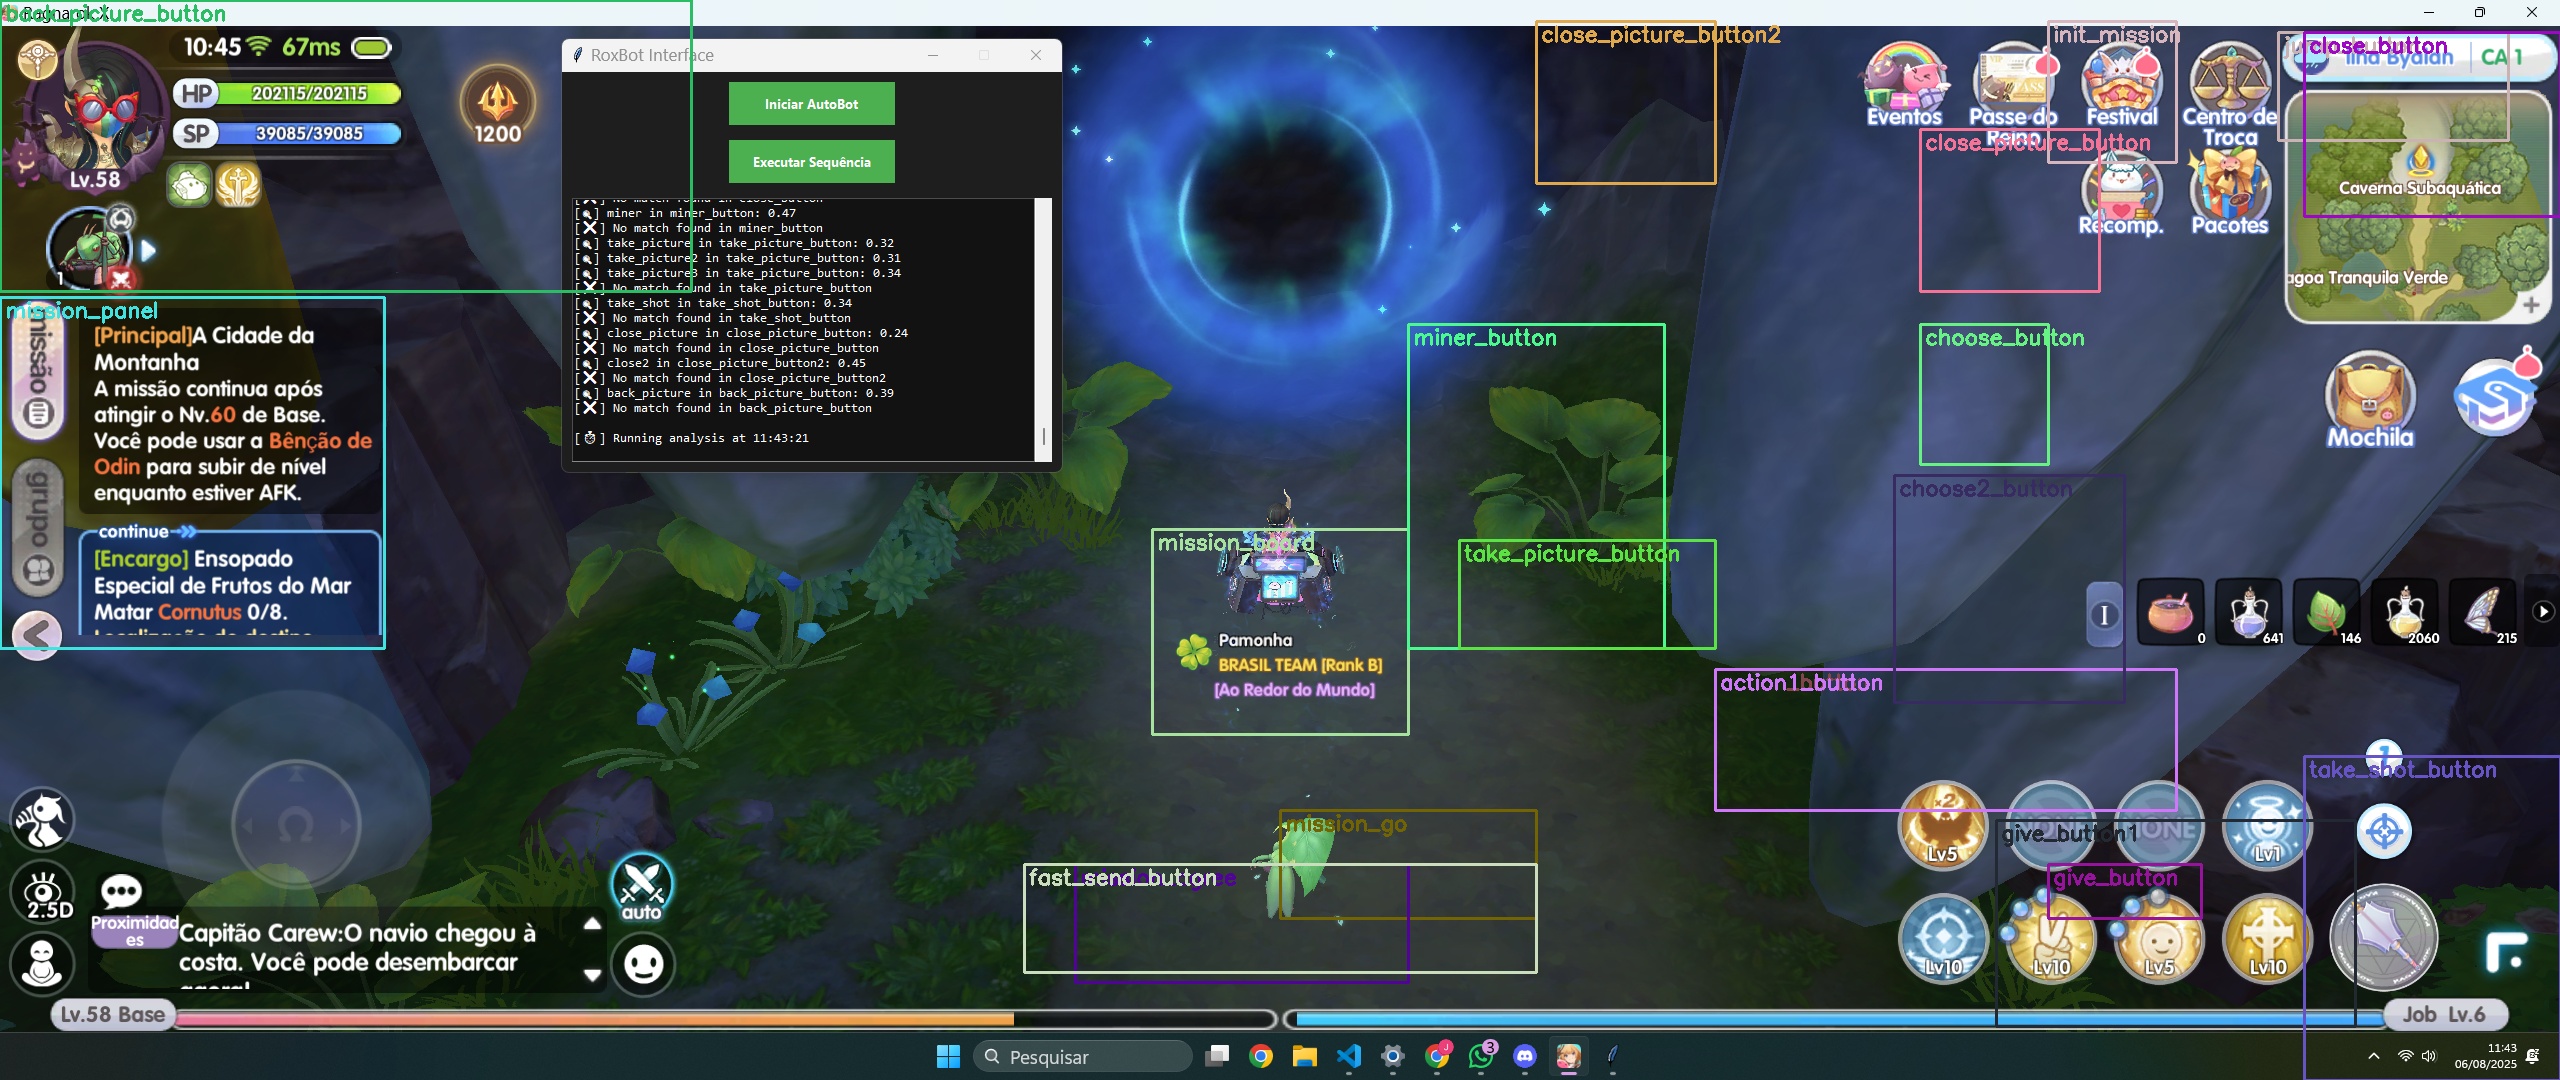 back_picture_button
10:45 67ms
HP 202115/202115
SP 39085/39085
Lv.58
1200
1
RoxBot Interface
Iniciar AutoBot
Executar Sequência
[🔍] No match found in close_button
[🔍] miner in miner_button: 0.47
[❌] No match found in miner_button
[🔍] take_picture in take_picture_button: 0.32
[🔍] take_picture2 in take_picture_button: 0.31
[🔍] take_picture3 in take_picture_button: 0.34
[❌] No match found in take_picture_button
[🔍] take_shot in take_shot_button: 0.34
[❌] No match found in take_shot_button
[🔍] close_picture in close_picture_button: 0.24
[❌] No match found in close_picture_button
[🔍] close2 in close_picture_button2: 0.45
[❌] No match found in close_picture_button2
[🔍] back_picture in back_picture_button: 0.39
[❌] No match found in back_picture_button
[⏱] Running analysis at 11:43:21
close_picture_button2
init_mission
close_button
CA 1
Eventos
Passe do
Reino
Festival
Centro de
Troca
close_picture_button
Recomp.
Pacotes
Caverna Subaquática
agoa Tranquila Verde
mission_panel
missão
grupo
[Principal]A Cidade da
Montanha
A missão continua após
atingir o Nv.60 de Base.
Você pode usar a Bênção de
Odin para subir de nível
enquanto estiver AFK.
continue
[Encargo] Ensopado
Especial de Frutos do Mar
Matar Cornutus 0/8.
miner_button
choose_button
Mochila
choose2_button
mission_board
take_picture_button
Pamonha
BRASIL TEAM [Rank B]
[Ao Redor do Mundo]
I
0
641
146
2060
215
action1_button
take_shot_button
mission_go
give_button1
give_button
fast_send_button
×2
Lv5
Lv1
Lv10
Lv10
Lv5
Lv10
2.5D
Proximidad
es
Capitão Carew:O navio chegou à
costa. Você pode desembarcar
auto
Lv.58 Base
Job Lv.6
Pesquisar
3
11:43
06/08/2025